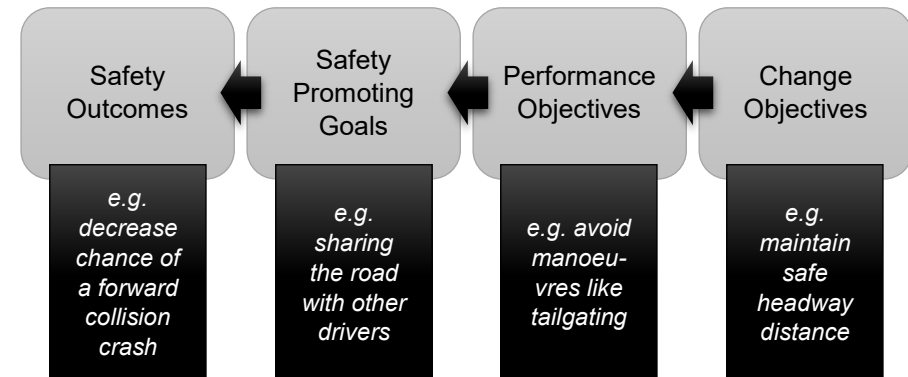 Safety
Outcomes
Safety
Promoting
Goals
Performance
Objectives
Change
Objectives
e.g.
decrease
chance of
a forward
collision
crash
e.g.
sharing
the road
with other
drivers
e.g. avoid
manoeu-
vres like
tailgating
e.g.
maintain
safe
headway
distance